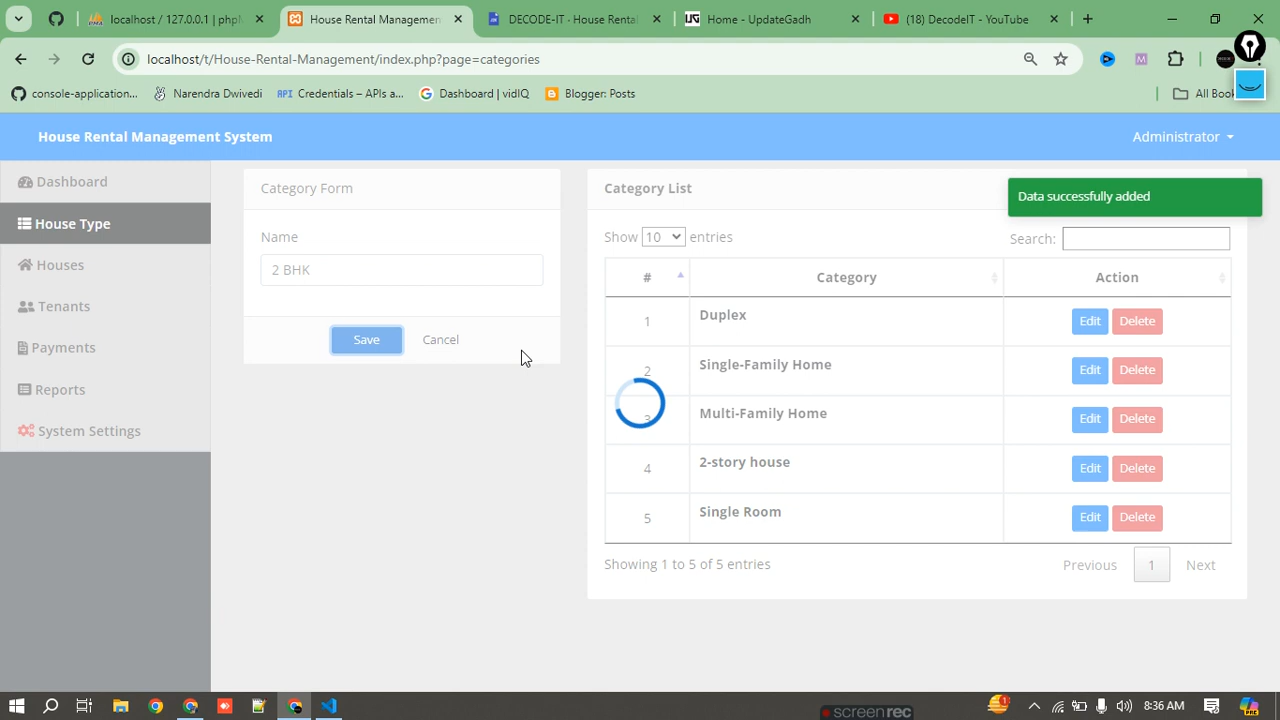 localhost / 127.0.0.1 | phpM
House Rental Management
DECODE-IT - House Rental
Home - UpdateGadh
(18) DecodeIT - YouTube
localhost/t/House-Rental-Management/index.php?page=categories
console-application...
Narendra Dwivedi
API Credentials – APIs a...
Dashboard | vidIQ
Blogger: Posts
All Book
House Rental Management System
Administrator
Dashboard
House Type
Houses
Tenants
Payments
Reports
System Settings
Category Form
Name
2 BHK
Save
Cancel
Category List
Data successfully added
Show 10 entries
Search:
# Category Action
1 Duplex Edit Delete
2 Single-Family Home Edit Delete
3 Multi-Family Home Edit Delete
4 2-story house Edit Delete
5 Single Room Edit Delete
Showing 1 to 5 of 5 entries
Previous 1 Next
screenrec
8:36 AM